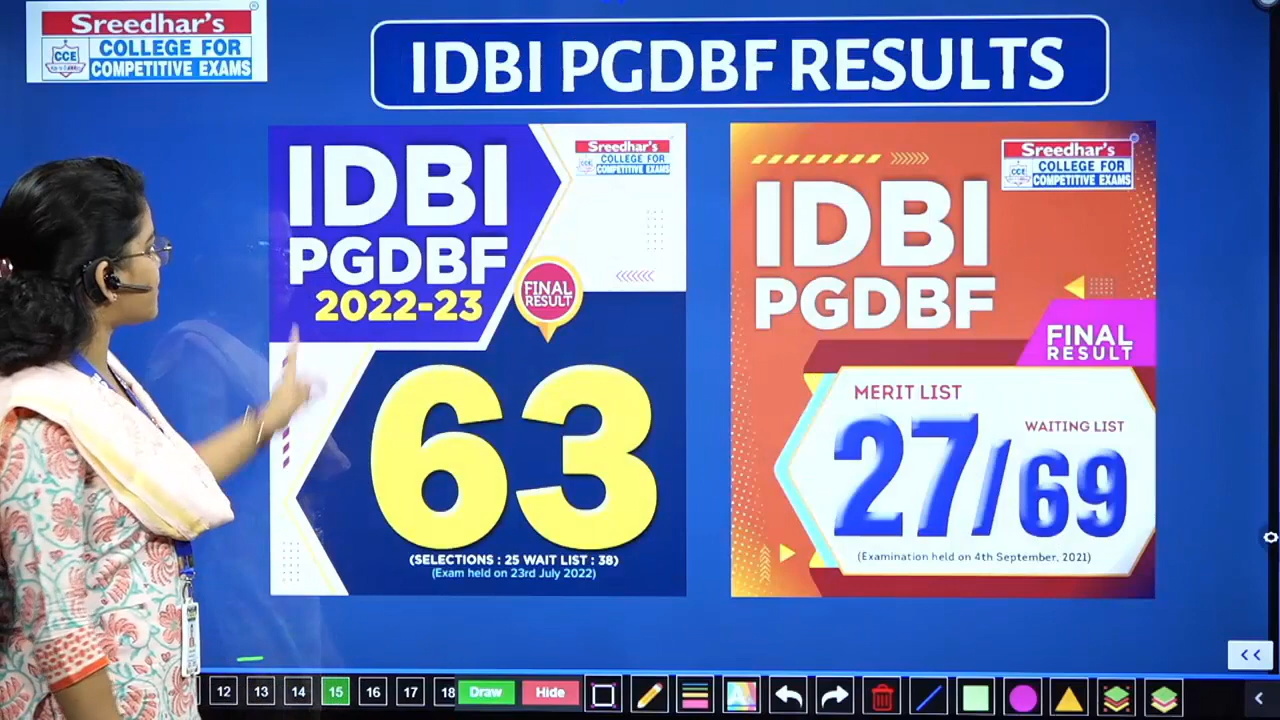 Sreedhar's
CCE
COLLEGE FOR
COMPETITIVE EXAMS
IDBI PGDBF RESULTS
IDBI
PGDBF
2022-23
Sreedhar's
COLLEGE FOR
COMPETITIVE EXAMS
FINAL
RESULT
63
(SELECTIONS : 25 WAIT LIST : 38)
(Exam held on 23rd July 2022)
Sreedhar's
CCE
COLLEGE FOR
COMPETITIVE EXAMS
IDBI
PGDBF
FINAL
RESULT
MERIT LIST
WAITING LIST
27/69
(Examination held on 4th September, 2021)
12 13 14 15 16 17 18 Draw Hide